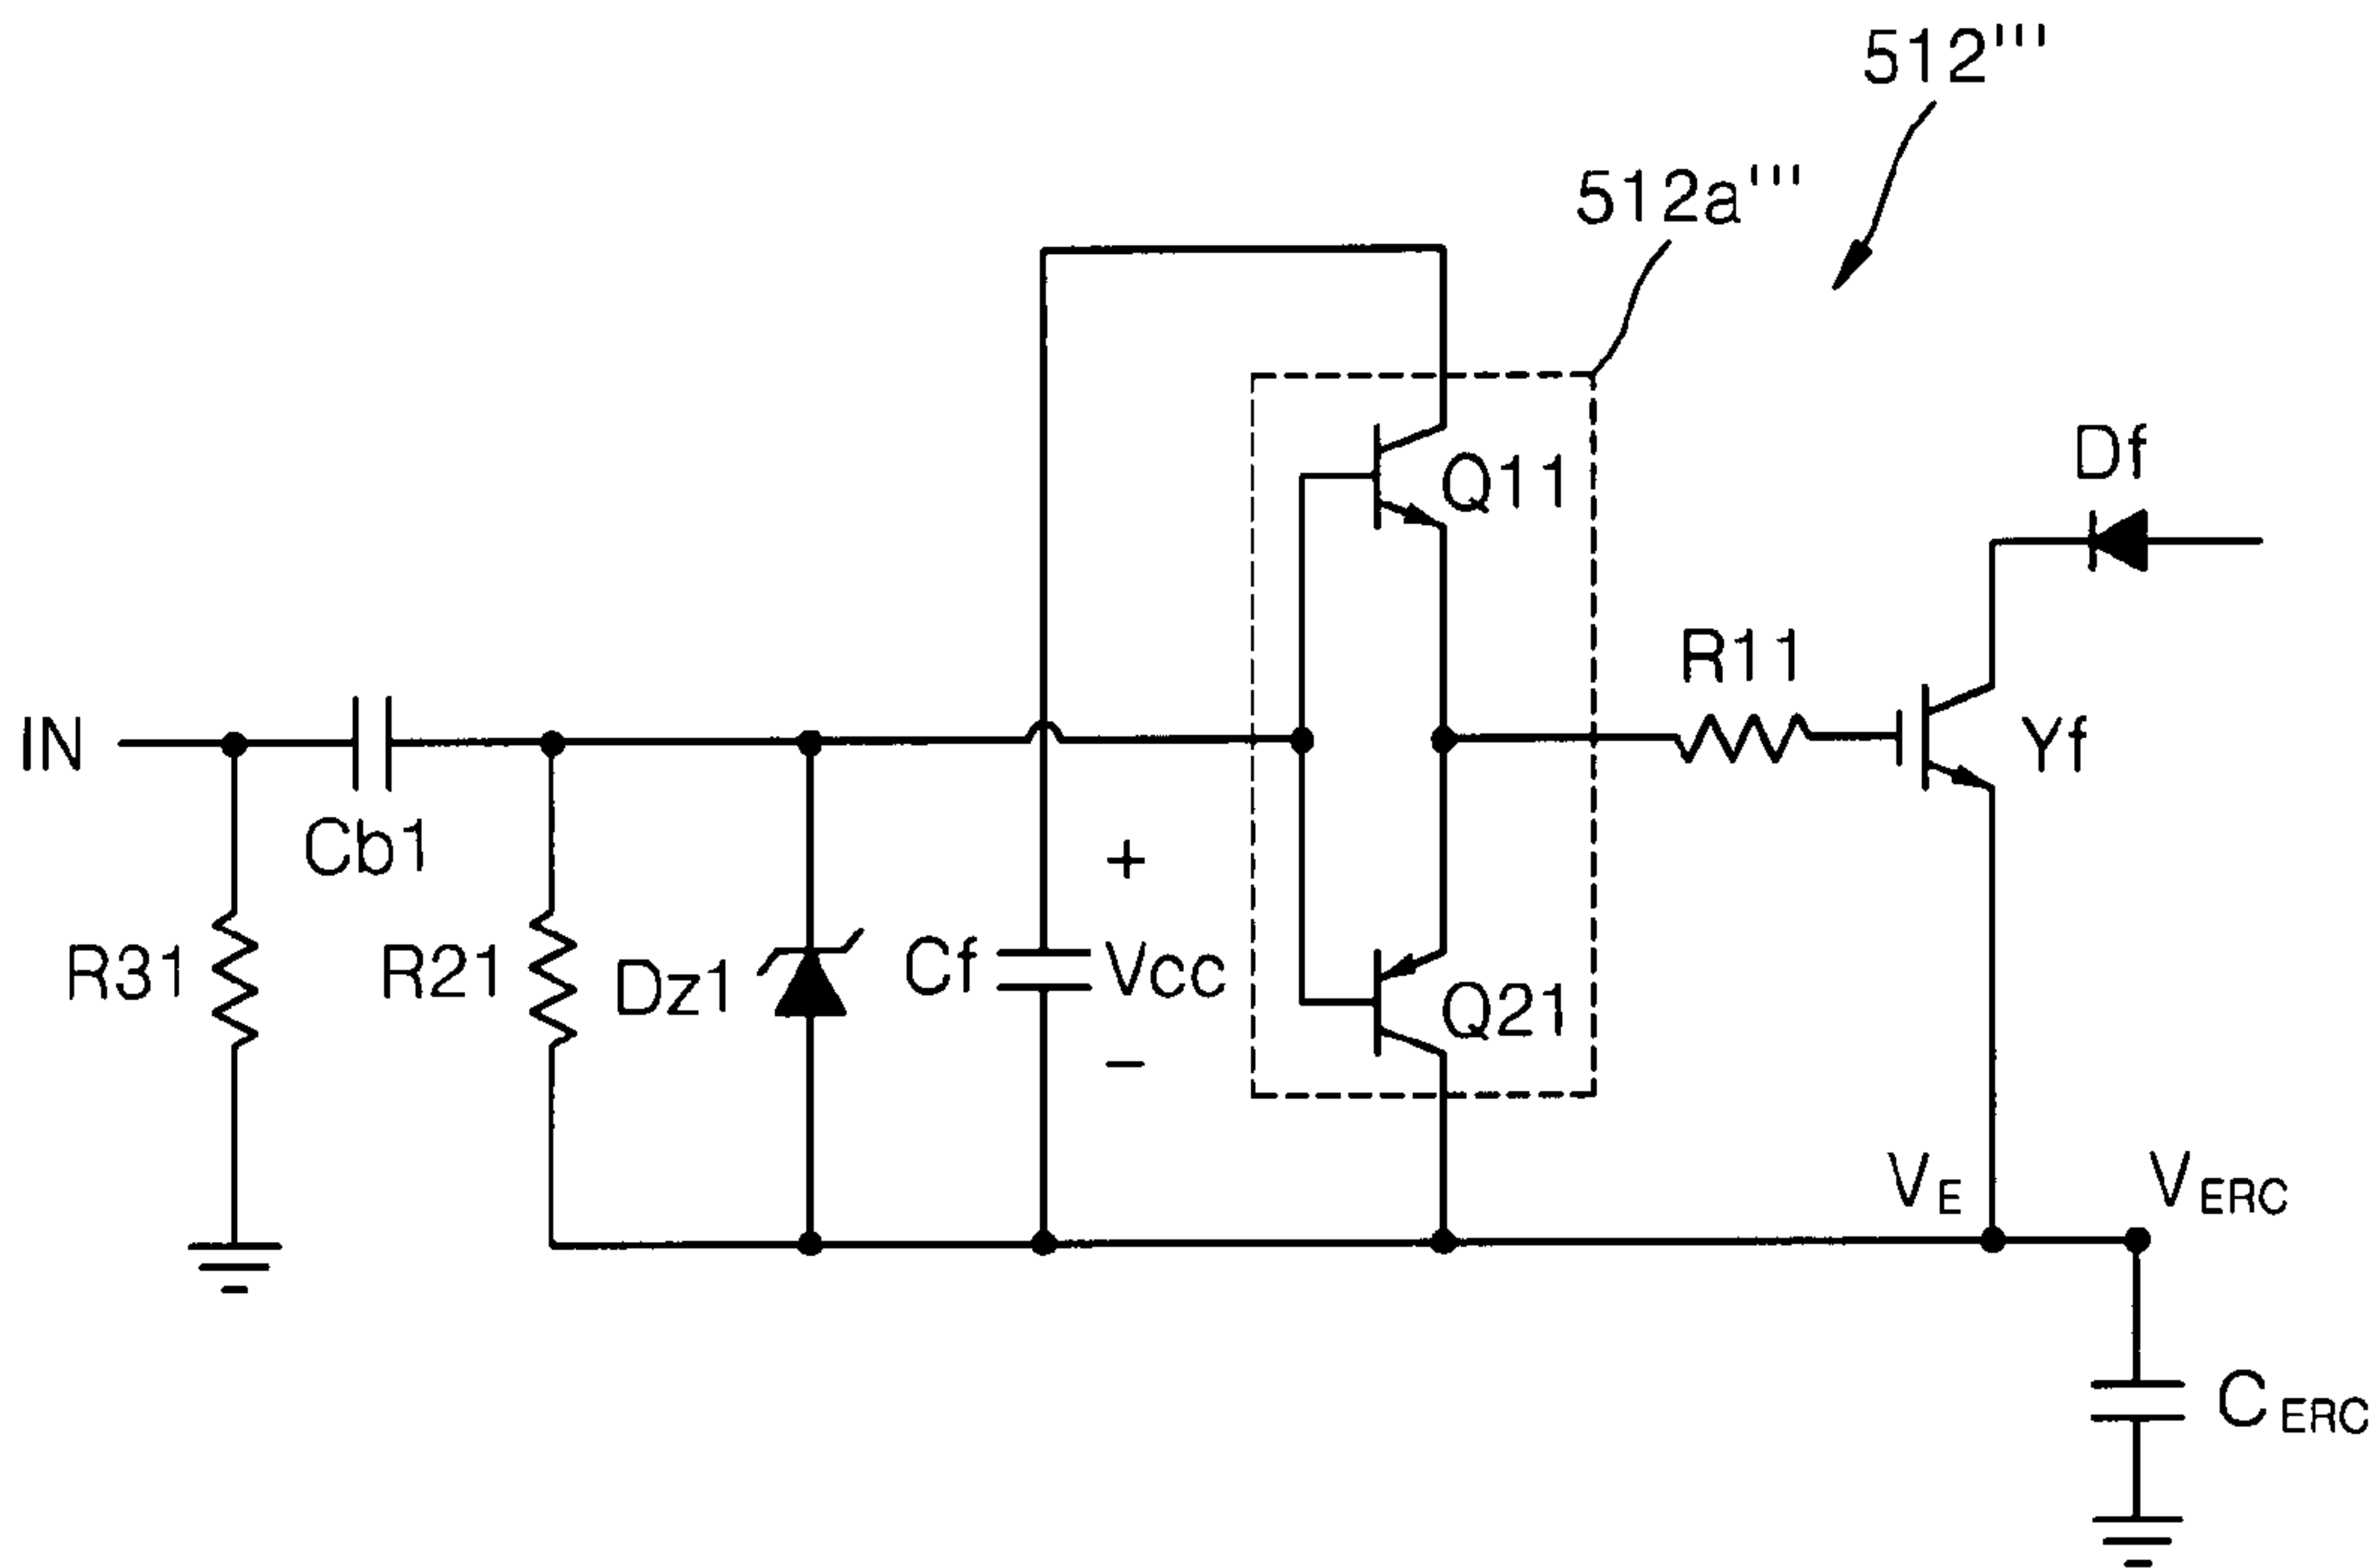 512'''
512a'''
Q11
Df
R11
IN
Yf
Cb1
+
R31
R21
Dz1
Cf
Vcc
Q21
−
VE
VERC
CERC